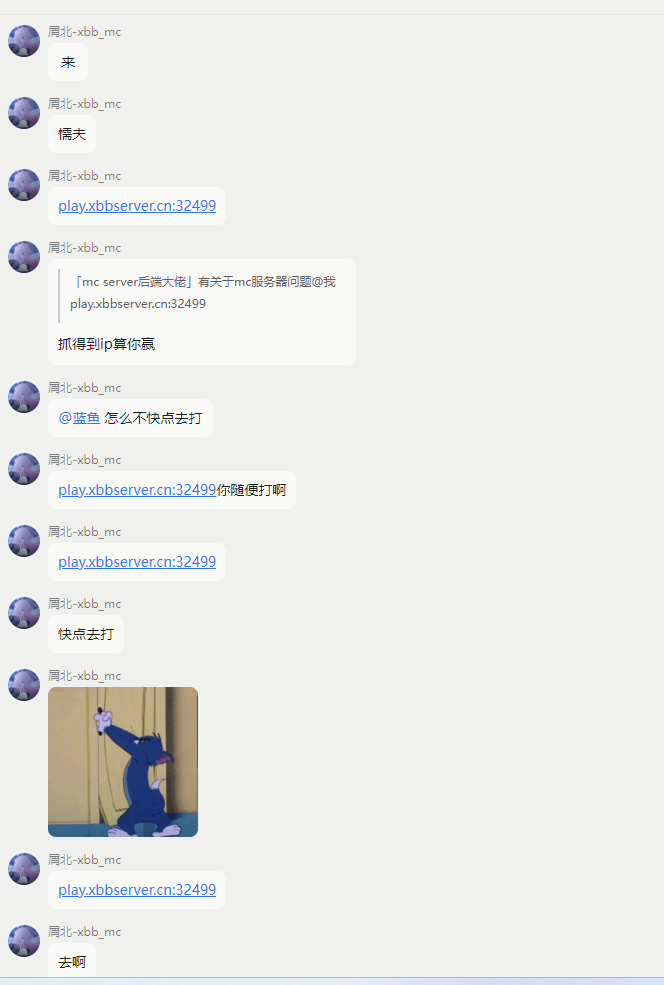 周北-xbb_mc
来
周北-xbb_mc
懦夫
周北-xbb_mc
play.xbbserver.cn:32499
周北-xbb_mc
「mc server后端大佬」有关于mc服务器问题@我
play.xbbserver.cn:32499
抓得到ip算你赢
周北-xbb_mc
@蓝鱼 怎么不快点去打
周北-xbb_mc
play.xbbserver.cn:32499你随便打啊
周北-xbb_mc
play.xbbserver.cn:32499
周北-xbb_mc
快点去打
周北-xbb_mc
周北-xbb_mc
play.xbbserver.cn:32499
周北-xbb_mc
去啊